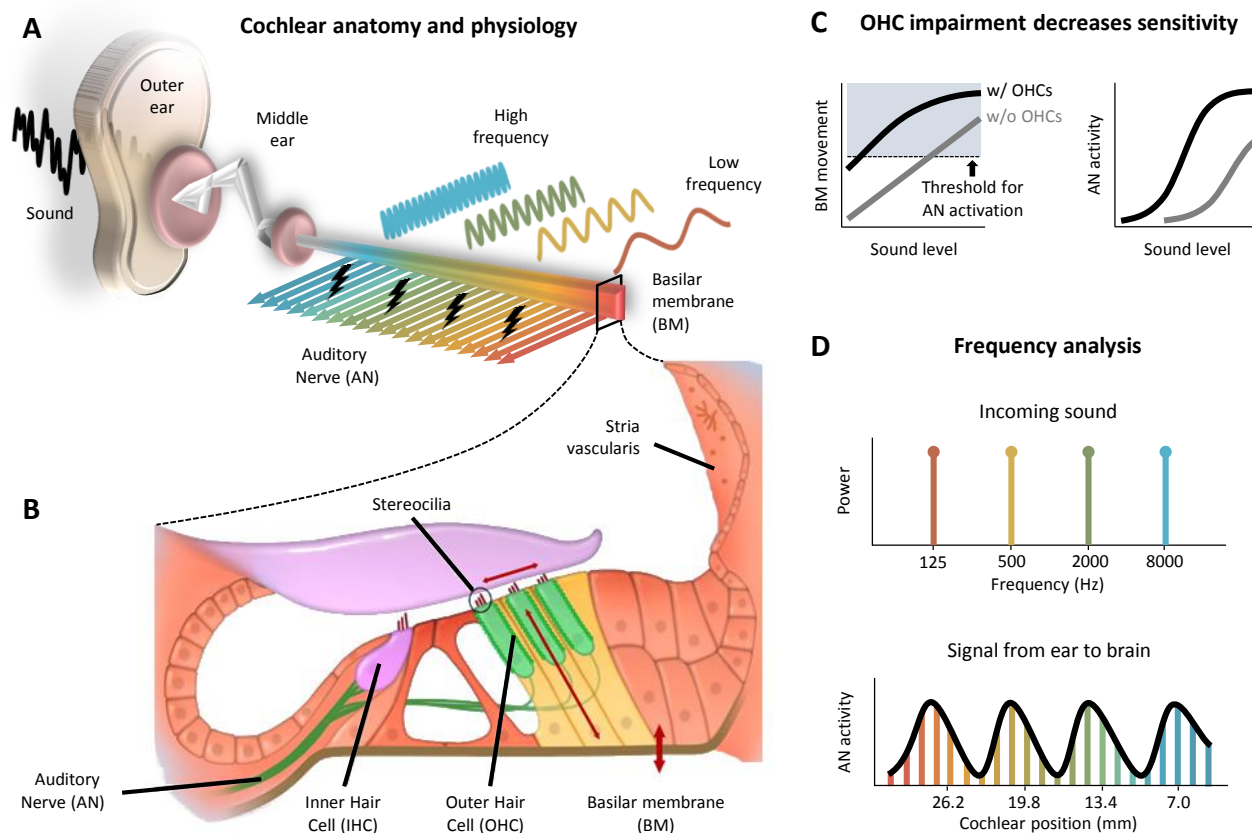 A
Cochlear anatomy and physiology
Outer
ear
Middle
ear
High
frequency
Low
frequency
Sound
Basilar
membrane
(BM)
Auditory
Nerve (AN)
B
Stria
vascularis
Stereocilia
Auditory
Nerve (AN)
Inner Hair
Cell (IHC)
Outer Hair
Cell (OHC)
Basilar membrane
(BM)
C
OHC impairment decreases sensitivity
BM movement
w/ OHCs
w/o OHCs
Threshold for
AN activation
Sound level
AN activity
Sound level
D
Frequency analysis
Incoming sound
Power
125 500 2000 8000
Frequency (Hz)
Signal from ear to brain
AN activity
26.2 19.8 13.4 7.0
Cochlear position (mm)